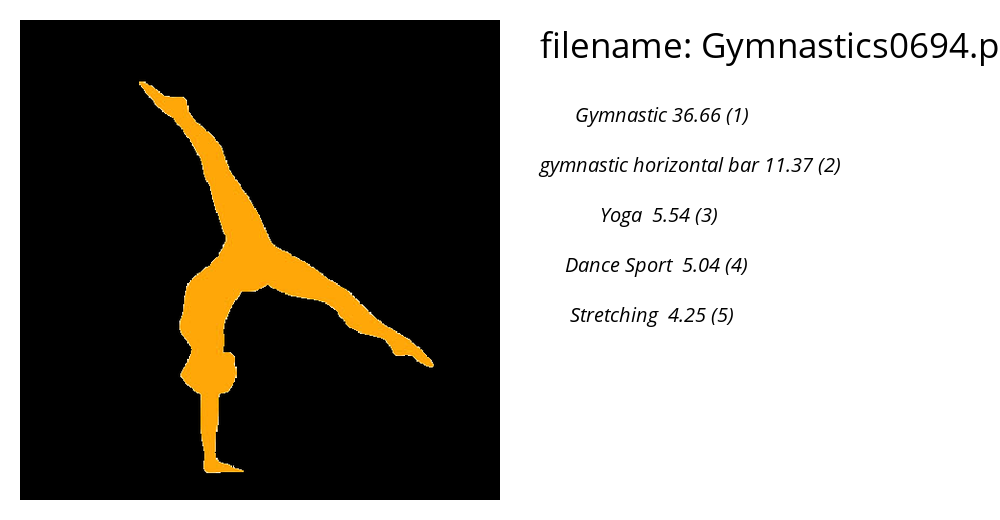 filename: Gymnastics0694.p
Gymnastic 36.66 (1)
gymnastic horizontal bar 11.37 (2)
Yoga  5.54 (3)
Dance Sport  5.04 (4)
Stretching  4.25 (5)